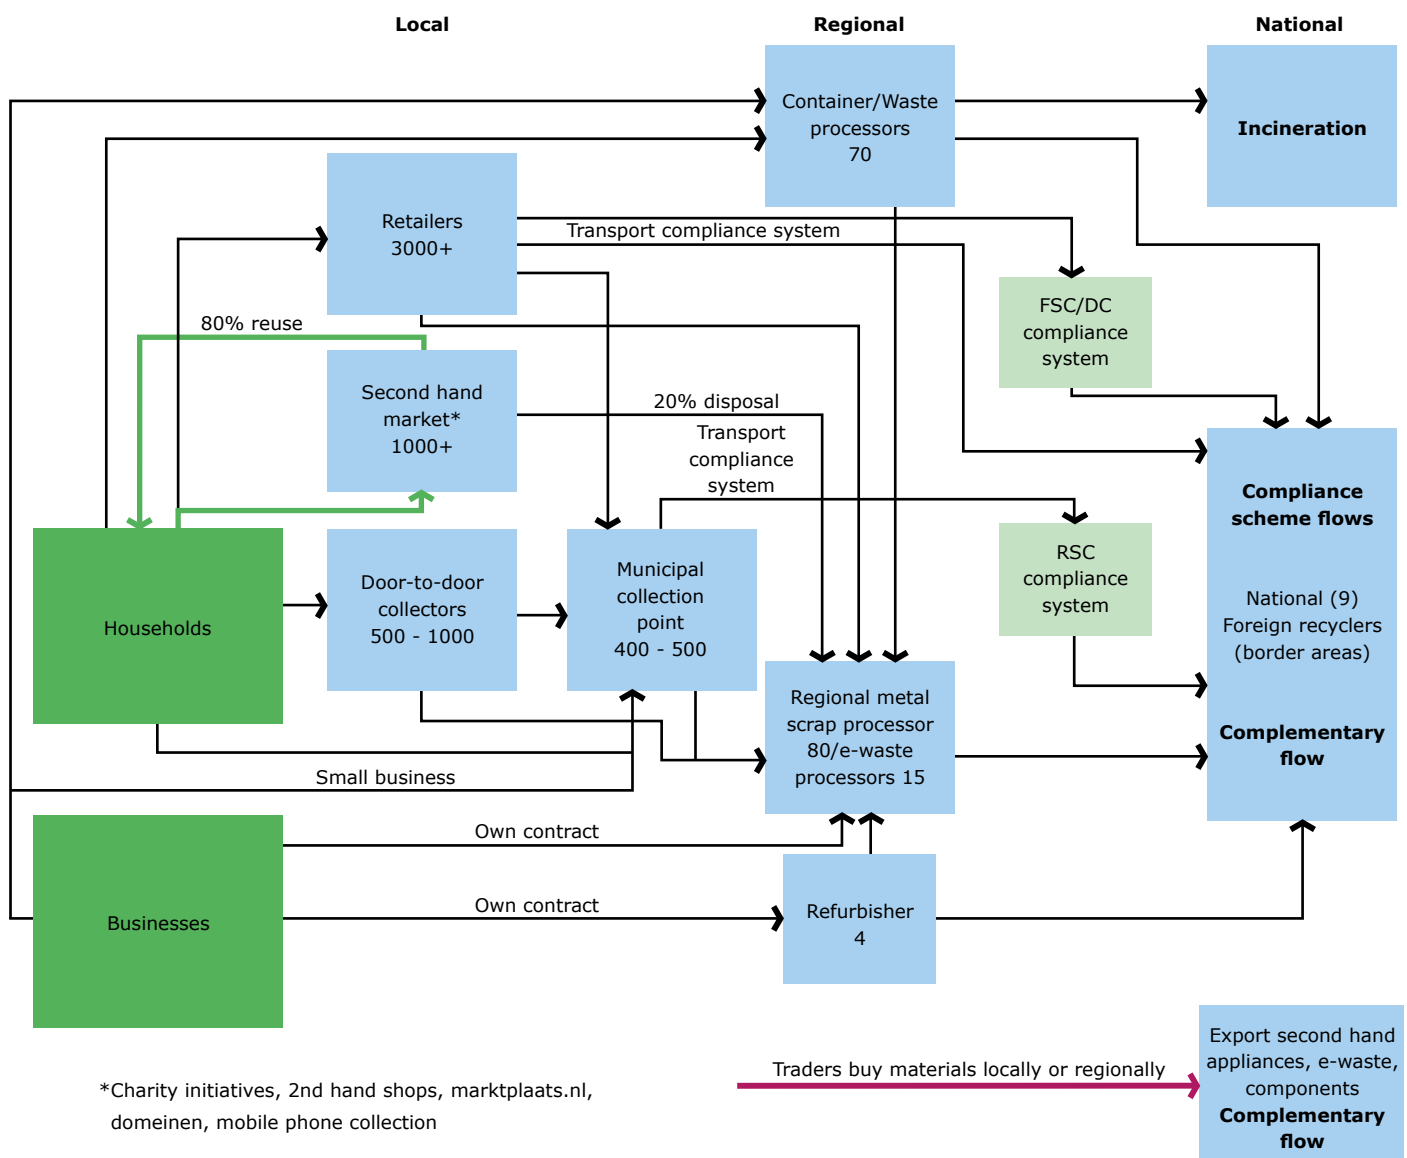 Local
Regional
National
Container/Waste
processors
70
Incineration
Retailers
3000+
Transport compliance system
FSC/DC
compliance
system
80% reuse
Second hand
market*
1000+
20% disposal
Transport
compliance
system
Compliance
scheme flows
National (9)
Foreign recyclers
(border areas)
Complementary
flow
Households
Door-to-door
collectors
500 - 1000
Municipal
collection
point
400 - 500
RSC
compliance
system
Regional metal
scrap processor
80/e-waste
processors 15
Small business
Own contract
Businesses
Own contract
Refurbisher
4
Traders buy materials locally or regionally
Export second hand
appliances, e-waste,
components
Complementary
flow
*Charity initiatives, 2nd hand shops, marktplaats.nl,
domeinen, mobile phone collection